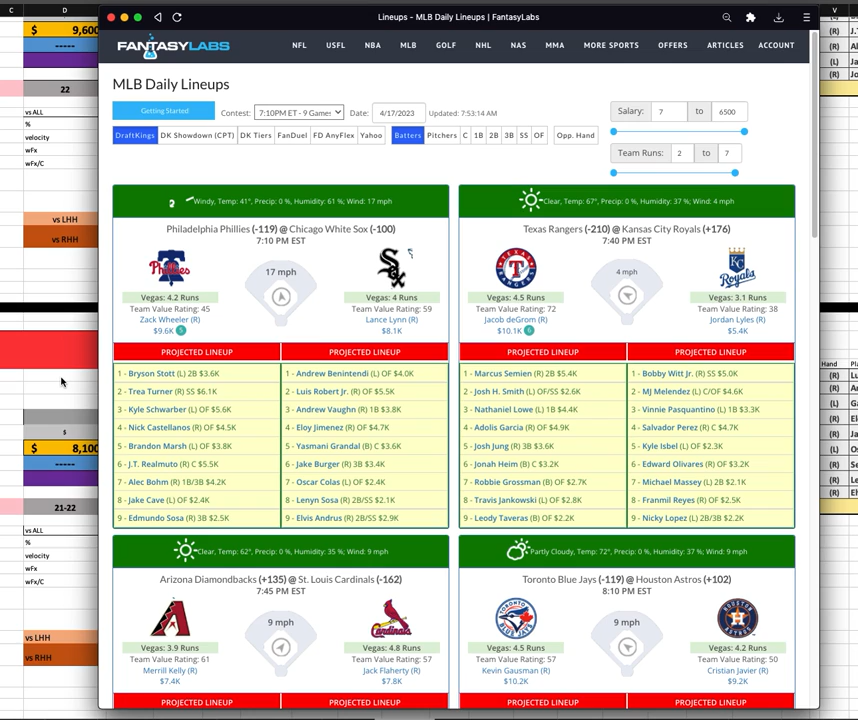 C
D
$ 9,600
-----
22
vs ALL
%
velocity
wFx
wFx/C
vs LHH
vs RHH
$
$ 8,100
-----
21-22
vs ALL
%
velocity
wFx
wFx/C
vs LHH
vs RHH
Lineups - MLB Daily Lineups | FantasyLabs
FANTASYLABS
NFL USFL NBA MLB GOLF NHL NAS MMA MORE SPORTS OFFERS ARTICLES ACCOUNT
MLB Daily Lineups
Getting Started
Contest: 7:10PM ET - 9 Games
Date: 4/17/2023 Updated: 7:53:14 AM
Salary: 7 to 6500
DraftKings DK Showdown (CPT) DK Tiers FanDuel FD AnyFlex Yahoo Batters Pitchers C 1B 2B 3B SS OF Opp. Hand
Team Runs: 2 to 7
Windy, Temp: 41°, Precip: 0 %, Humidity: 61 %; Wind: 17 mph
Philadelphia Phillies (-119) @ Chicago White Sox (-100)
7:10 PM EST
Phillies
17 mph
Sox
Vegas: 4.2 Runs
Team Value Rating: 45
Zack Wheeler (R)
$9.6K 5
Vegas: 4 Runs
Team Value Rating: 59
Lance Lynn (R)
$8.1K
PROJECTED LINEUP
1 - Bryson Stott (L) 2B $3.6K
2 - Trea Turner (R) SS $6.1K
3 - Kyle Schwarber (L) OF $5.6K
4 - Nick Castellanos (R) OF $4.5K
5 - Brandon Marsh (L) OF $3.8K
6 - J.T. Realmuto (R) C $5.5K
7 - Alec Bohm (R) 1B/3B $4.2K
8 - Jake Cave (L) OF $2.4K
9 - Edmundo Sosa (R) 3B $2.5K
PROJECTED LINEUP
1 - Andrew Benintendi (L) OF $4.0K
2 - Luis Robert Jr. (R) OF $5.5K
3 - Andrew Vaughn (R) 1B $3.8K
4 - Eloy Jimenez (R) OF $4.7K
5 - Yasmani Grandal (B) C $3.6K
6 - Jake Burger (R) 3B $3.4K
7 - Oscar Colas (L) OF $2.4K
8 - Lenyn Sosa (R) 2B/SS $2.1K
9 - Elvis Andrus (R) 2B/SS $2.9K
Clear, Temp: 67°, Precip: 0 %, Humidity: 37 %; Wind: 4 mph
Texas Rangers (-210) @ Kansas City Royals (+176)
7:40 PM EST
4 mph
Royals
Vegas: 4.5 Runs
Team Value Rating: 72
Jacob deGrom (R)
$10.1K 6
Vegas: 3.1 Runs
Team Value Rating: 38
Jordan Lyles (R)
$5.4K
PROJECTED LINEUP
1 - Marcus Semien (R) 2B $5.4K
2 - Josh H. Smith (L) OF/SS $2.6K
3 - Nathaniel Lowe (L) 1B $4.4K
4 - Adolis Garcia (R) OF $4.9K
5 - Josh Jung (R) 3B $3.6K
6 - Jonah Heim (B) C $3.2K
7 - Robbie Grossman (B) OF $2.7K
8 - Travis Jankowski (L) OF $2.8K
9 - Leody Taveras (B) OF $2.2K
PROJECTED LINEUP
1 - Bobby Witt Jr. (R) SS $5.0K
2 - MJ Melendez (L) C/OF $4.6K
3 - Vinnie Pasquantino (L) 1B $3.3K
4 - Salvador Perez (R) C $4.7K
5 - Kyle Isbel (L) OF $2.3K
6 - Edward Olivares (R) OF $3.2K
7 - Michael Massey (L) 2B $2.1K
8 - Franmil Reyes (R) OF $2.5K
9 - Nicky Lopez (L) 2B/3B $2.2K
Clear, Temp: 62°, Precip: 0 %, Humidity: 35 %; Wind: 9 mph
Arizona Diamondbacks (+135) @ St. Louis Cardinals (-162)
7:45 PM EST
9 mph
Cardinals
Vegas: 3.9 Runs
Team Value Rating: 61
Merrill Kelly (R)
$7.4K
Vegas: 4.8 Runs
Team Value Rating: 57
Jack Flaherty (R)
$7.8K
PROJECTED LINEUP
PROJECTED LINEUP
Partly Cloudy, Temp: 72°, Precip: 0 %, Humidity: 37 %; Wind: 9 mph
Toronto Blue Jays (-119) @ Houston Astros (+102)
8:10 PM EST
9 mph
Vegas: 4.5 Runs
Team Value Rating: 57
Kevin Gausman (R)
$10.2K
Vegas: 4.2 Runs
Team Value Rating: 50
Cristian Javier (R)
$9.2K
PROJECTED LINEUP
PROJECTED LINEUP
V
(R)
(R)
(L)
(R)
Hand
(R)
(R)
(L)
(R)
(R)
(L)
(R)
(R)
(R)